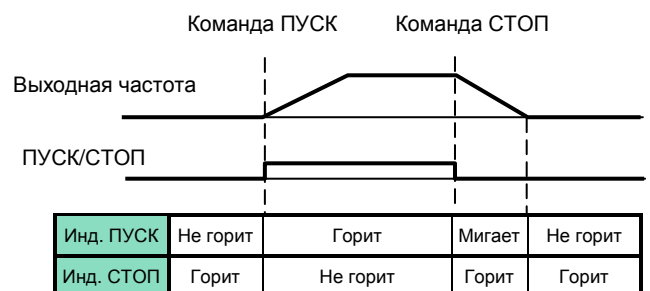 Команда ПУСК Команда СТОП
Выходная частота
ПУСК/СТОП
Инд. ПУСК Не горит Горит Мигает Не горит
Инд. СТОП Горит Не горит Горит Горит